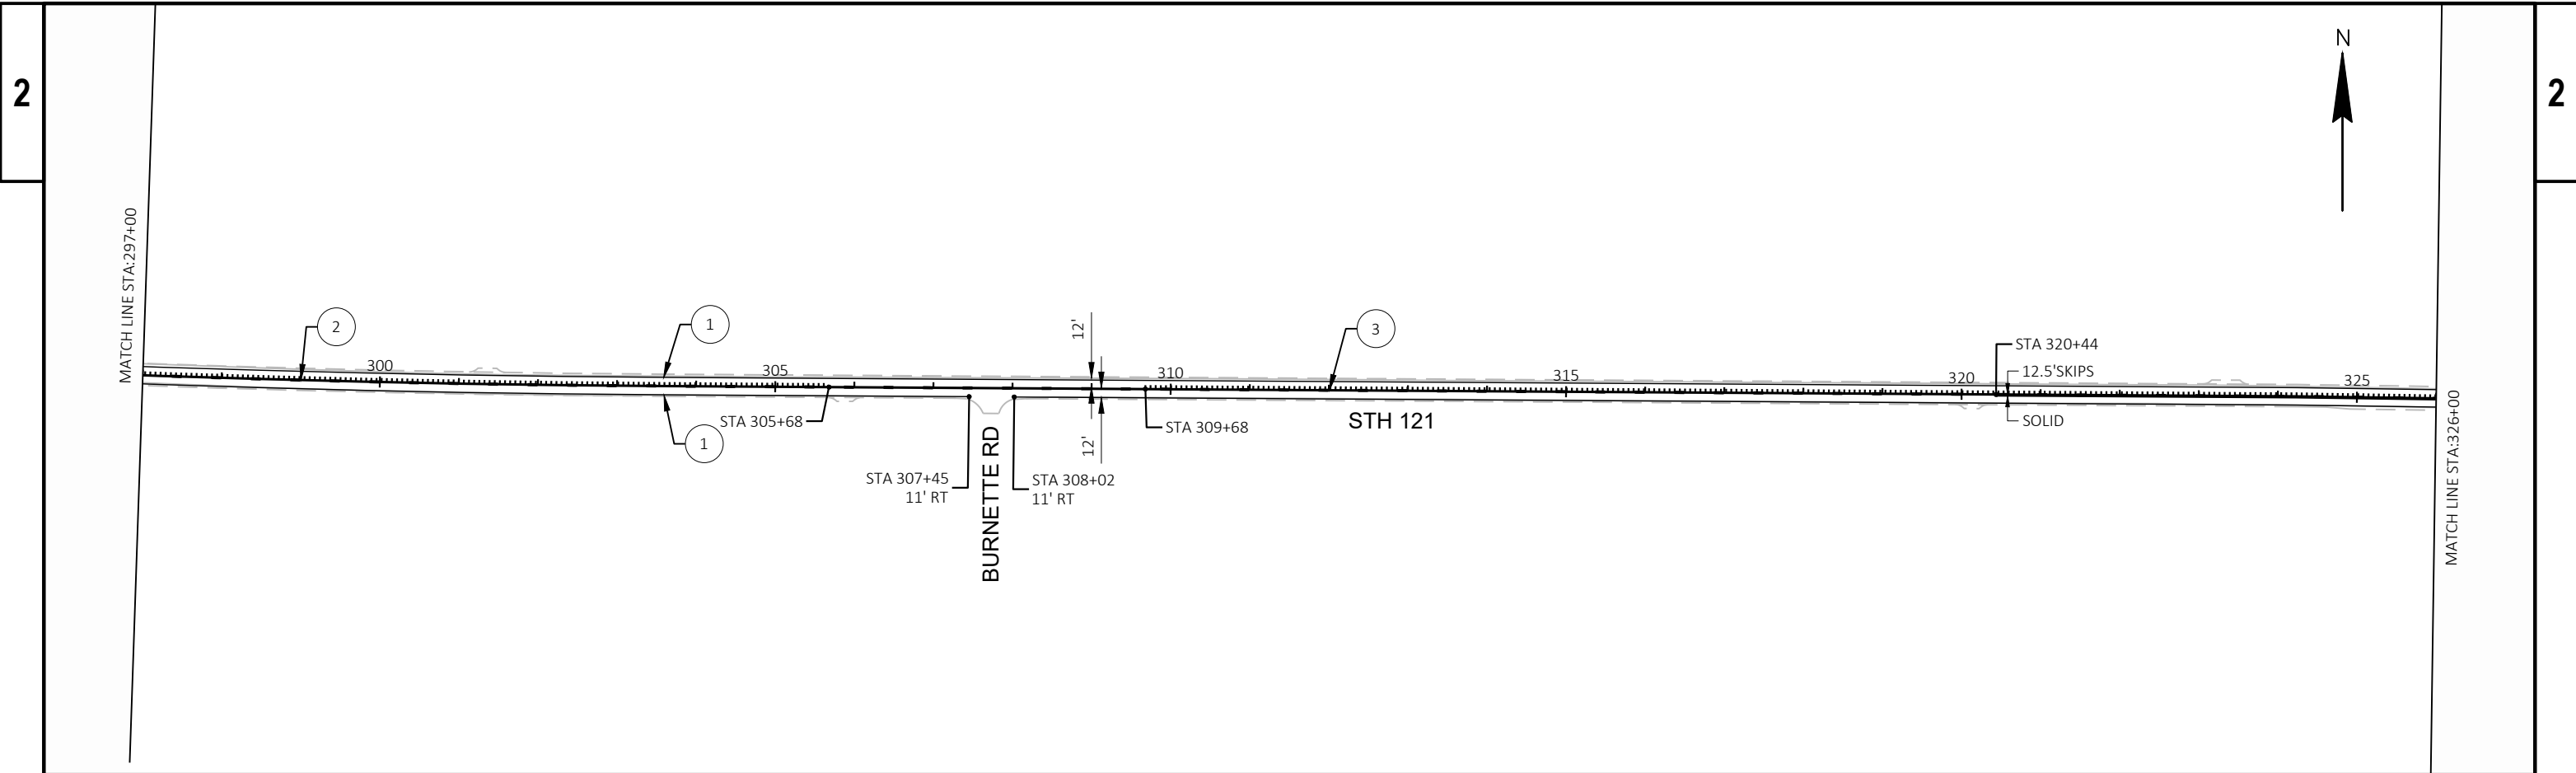 2
2
N
MATCH LINE STA:297+00
2
1
12'
3
STA 320+44
12.5'SKIPS
300
305
310
315
320
325
STA 305+68
1
12'
STA 309+68
STH 121
SOLID
STA 307+45
11' RT
BURNETTE RD
STA 308+02
11' RT
MATCH LINE STA:326+00